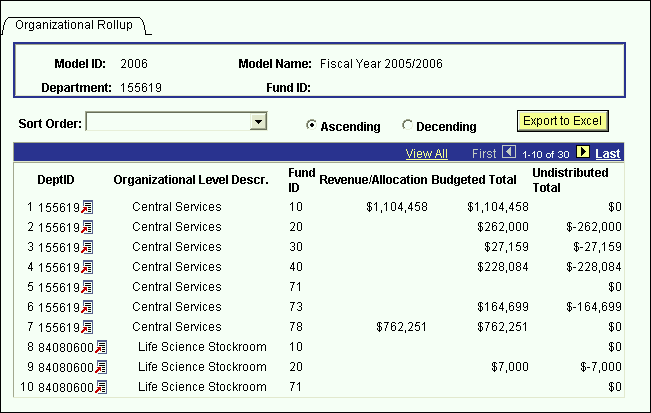 Organizational Rollup
Model ID: 2006 Model Name: Fiscal Year 2005/2006
Department: 155619 Fund ID:
Sort Order: Ascending Decending Export to Excel
View All First 1-10 of 30 Last
DeptID Organizational Level Descr. Fund ID Revenue/Allocation Budgeted Total Undistributed Total
1 155619 Central Services 10 $1,104,458 $1,104,458 $0
2 155619 Central Services 20 $262,000 $-262,000
3 155619 Central Services 30 $27,159 $-27,159
4 155619 Central Services 40 $228,084 $-228,084
5 155619 Central Services 71 $0
6 155619 Central Services 73 $164,699 $-164,699
7 155619 Central Services 78 $762,251 $762,251 $0
8 84080600 Life Science Stockroom 10 $0
9 84080600 Life Science Stockroom 20 $7,000 $-7,000
10 84080600 Life Science Stockroom 71 $0